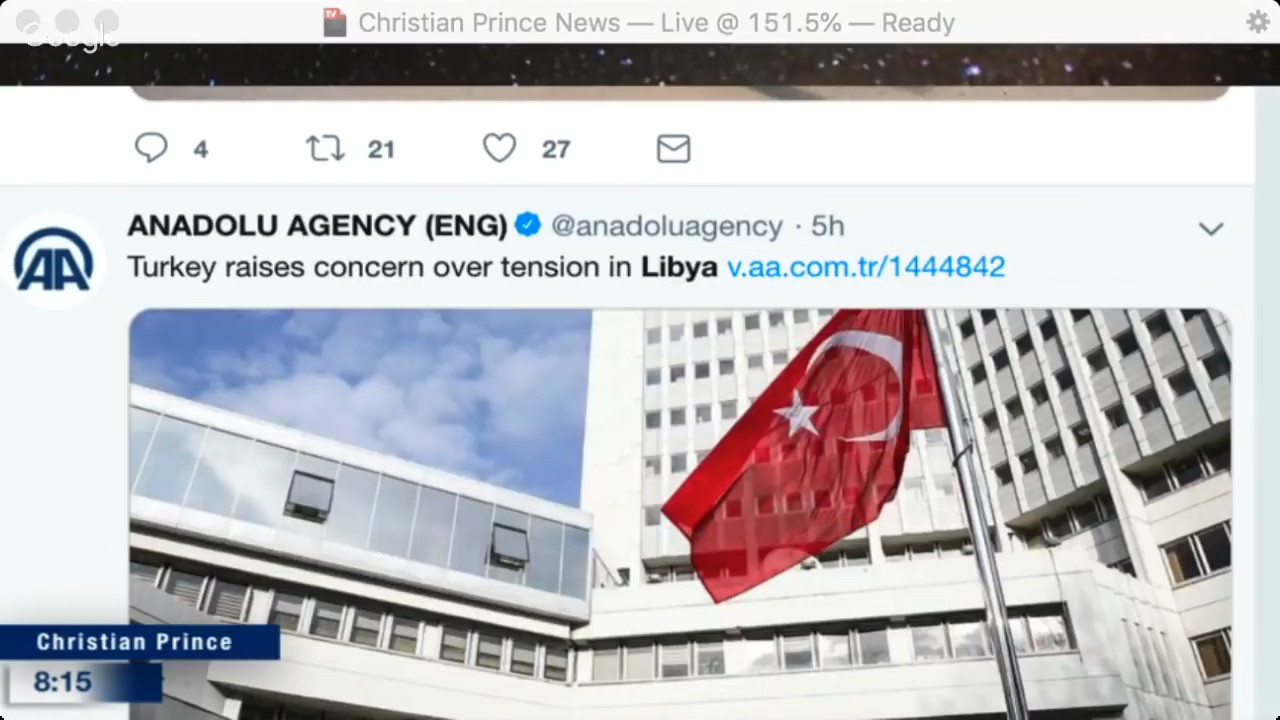 Christian Prince News — Live @ 151.5% — Ready
Google
4 21 27
AA
ANADOLU AGENCY (ENG) @anadoluagency · 5h
Turkey raises concern over tension in Libya v.aa.com.tr/1444842
Christian Prince
8:15